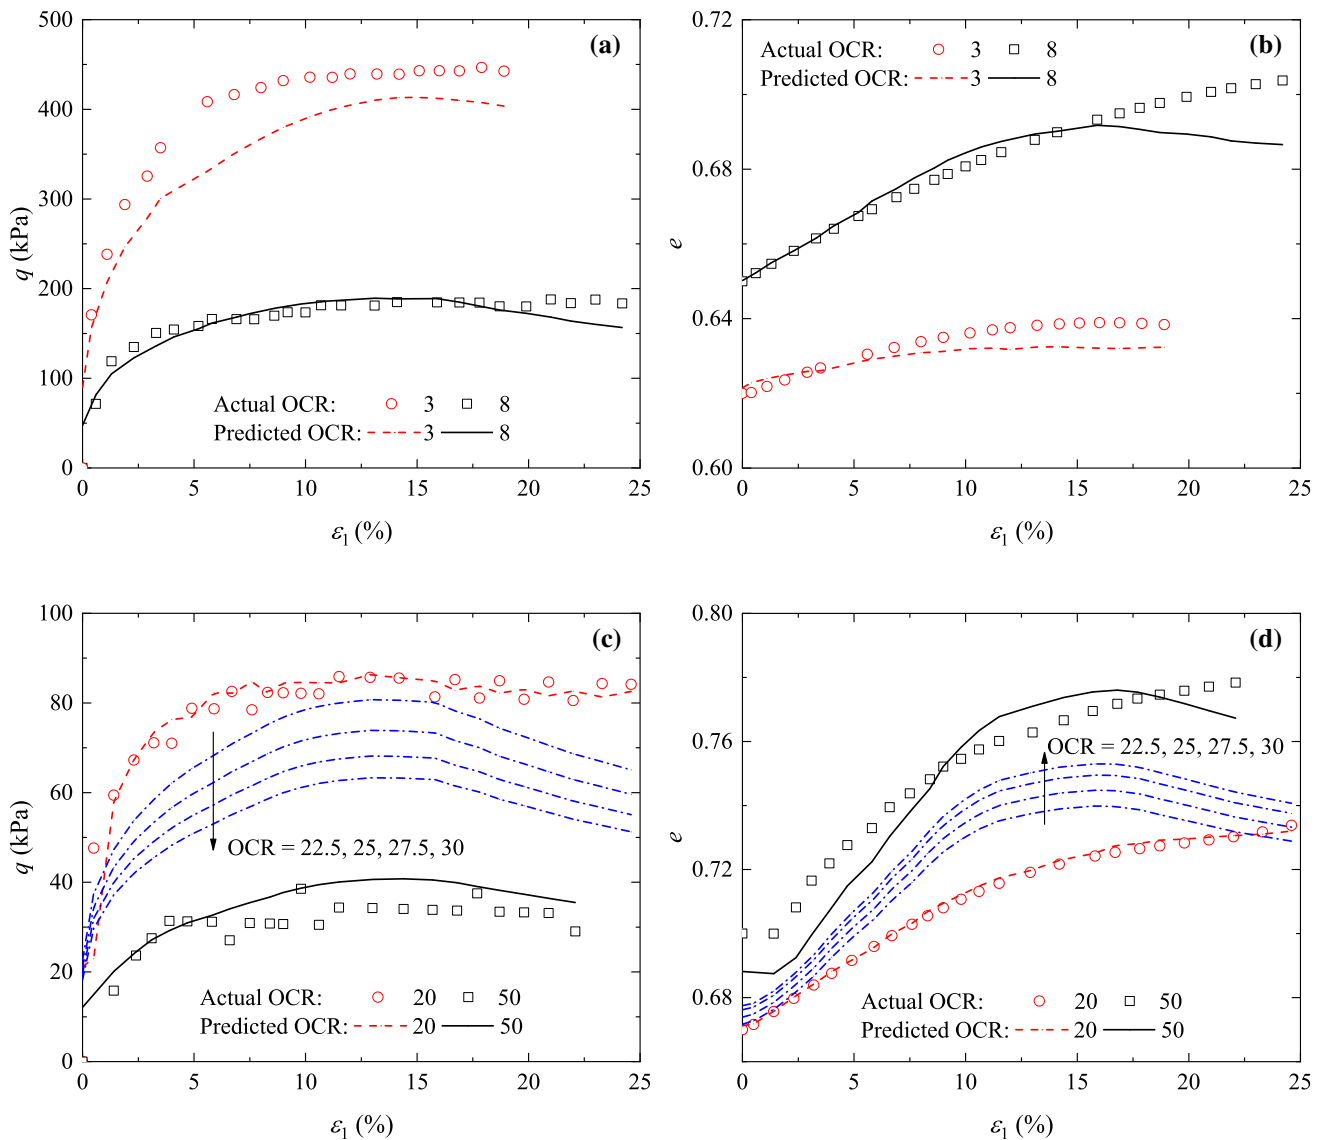 500
400
300
200
100
0
q (kPa)
(a)
Actual OCR: 3 8
Predicted OCR: 3 8
0 5 10 15 20 25
ε1 (%)
0.72
0.68
0.64
0.60
e
Actual OCR: 3 8
Predicted OCR: 3 8
(b)
0 5 10 15 20 25
ε1 (%)
100
80
60
40
20
0
q (kPa)
(c)
OCR = 22.5, 25, 27.5, 30
Actual OCR: 20 50
Predicted OCR: 20 50
0 5 10 15 20 25
ε1 (%)
0.80
0.76
0.72
0.68
e
(d)
OCR = 22.5, 25, 27.5, 30
Actual OCR: 20 50
Predicted OCR: 20 50
0 5 10 15 20 25
ε1 (%)